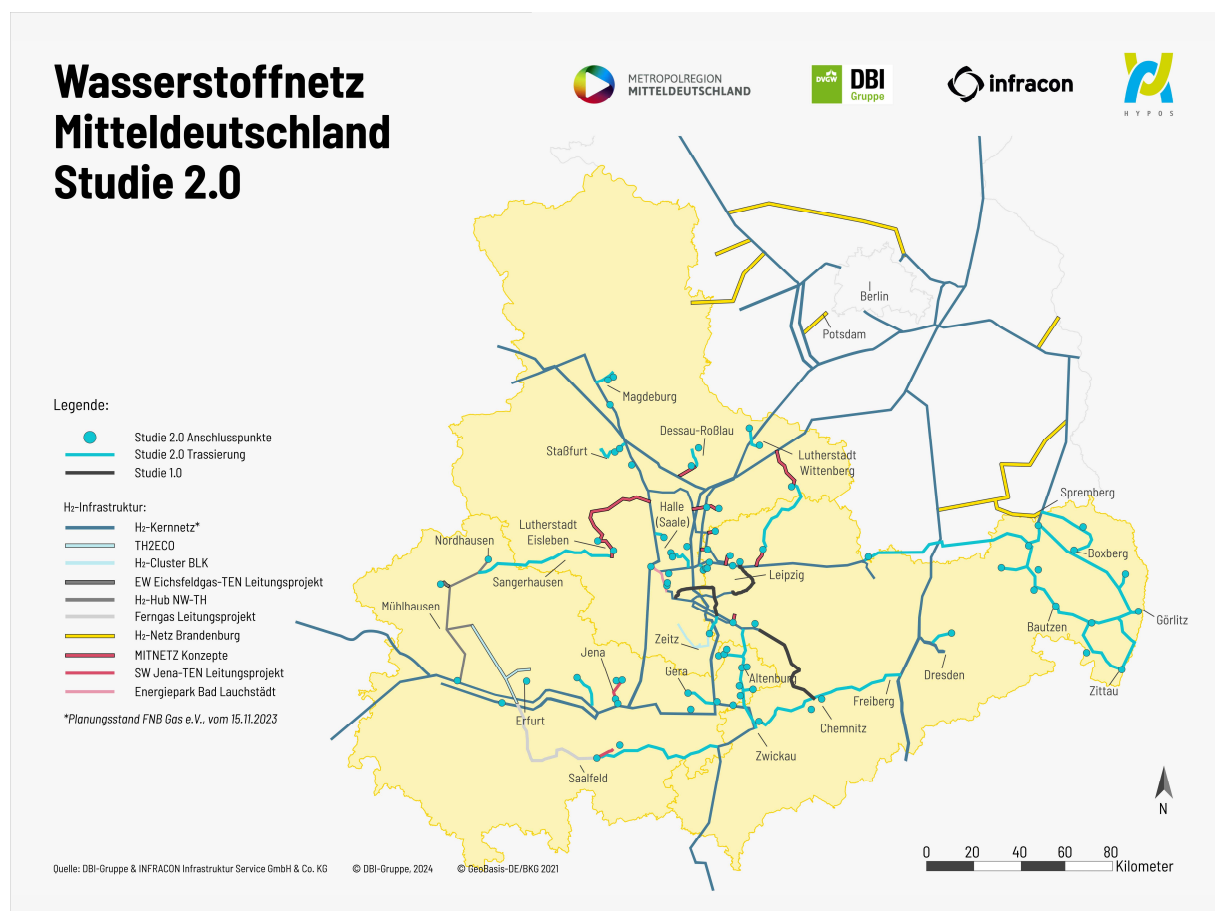 Wasserstoffnetz
Mitteldeutschland
Studie 2.0
METROPOLREGION
MITTELDEUTSCHLAND
DVGW
DBI
Gruppe
infracon
HYPOS
Berlin
Potsdam
Magdeburg
Dessau-Roßlau
Staßfurt
Lutherstadt
Wittenberg
Spremberg
Halle
(Saale)
Lutherstadt
Eisleben
Nordhausen
Doxberg
Sangerhausen
Leipzig
Mühlhausen
Görlitz
Bautzen
Zeitz
Jena
Gera
Altenburg
Dresden
Zittau
Freiberg
Erfurt
Chemnitz
Zwickau
Saalfeld
Legende:
Studie 2.0 Anschlusspunkte
Studie 2.0 Trassierung
Studie 1.0
H₂-Infrastruktur:
H₂-Kernnetz*
TH2ECO
H₂-Cluster BLK
EW Eichsfeldgas-TEN Leitungsprojekt
H₂-Hub NW-TH
Ferngas Leitungsprojekt
H₂-Netz Brandenburg
MITNETZ Konzepte
SW Jena-TEN Leitungsprojekt
Energiepark Bad Lauchstädt
*Planungsstand FNB Gas e.V.. vom 15.11.2023
N
0 20 40 60 80
Kilometer
Quelle: DBI-Gruppe & INFRACON Infrastruktur Service GmbH & Co. KG © DBI-Gruppe, 2024 © GeoBasis-DE/BKG 2021